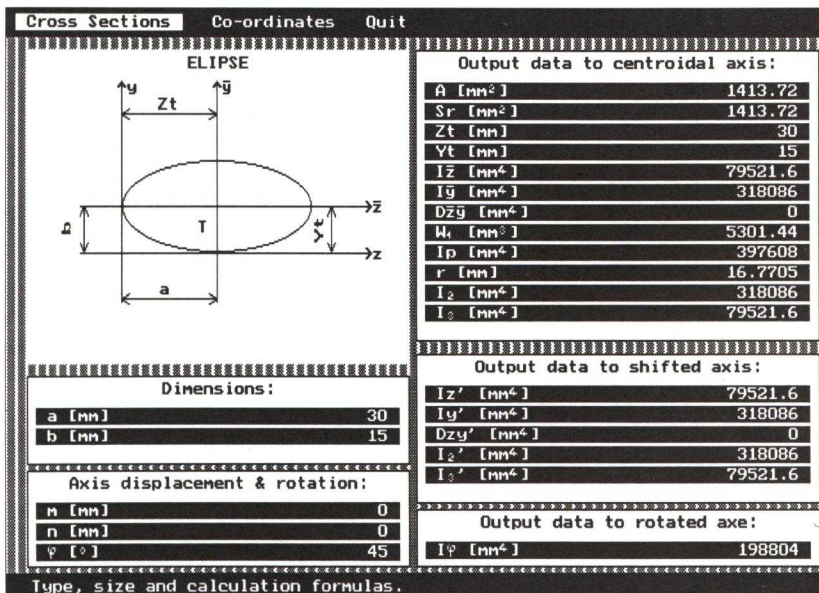 Cross Sections Co-ordinates Quit
ELIPSE
y ȳ
Zt
z̄
b T Yt
z
a
Dimensions:
a [mm] 30
b [mm] 15
Axis displacement & rotation:
m [mm] 0
n [mm] 0
φ [°] 45
Output data to centroidal axis:
A [mm²] 1413.72
Sr [mm²] 1413.72
Zt [mm] 30
Yt [mm] 15
Iz̄ [mm⁴] 79521.6
Iȳ [mm⁴] 318086
Dz̄ȳ [mm⁴] 0
W₁ [mm³] 5301.44
Ip [mm⁴] 397608
r [mm] 16.7705
I₂ [mm⁴] 318086
I₃ [mm⁴] 79521.6
Output data to shifted axis:
Iz' [mm⁴] 79521.6
Iy' [mm⁴] 318086
Dzy' [mm⁴] 0
I₂' [mm⁴] 318086
I₃' [mm⁴] 79521.6
Output data to rotated axe:
Iφ [mm⁴] 198804
Type, size and calculation formulas.